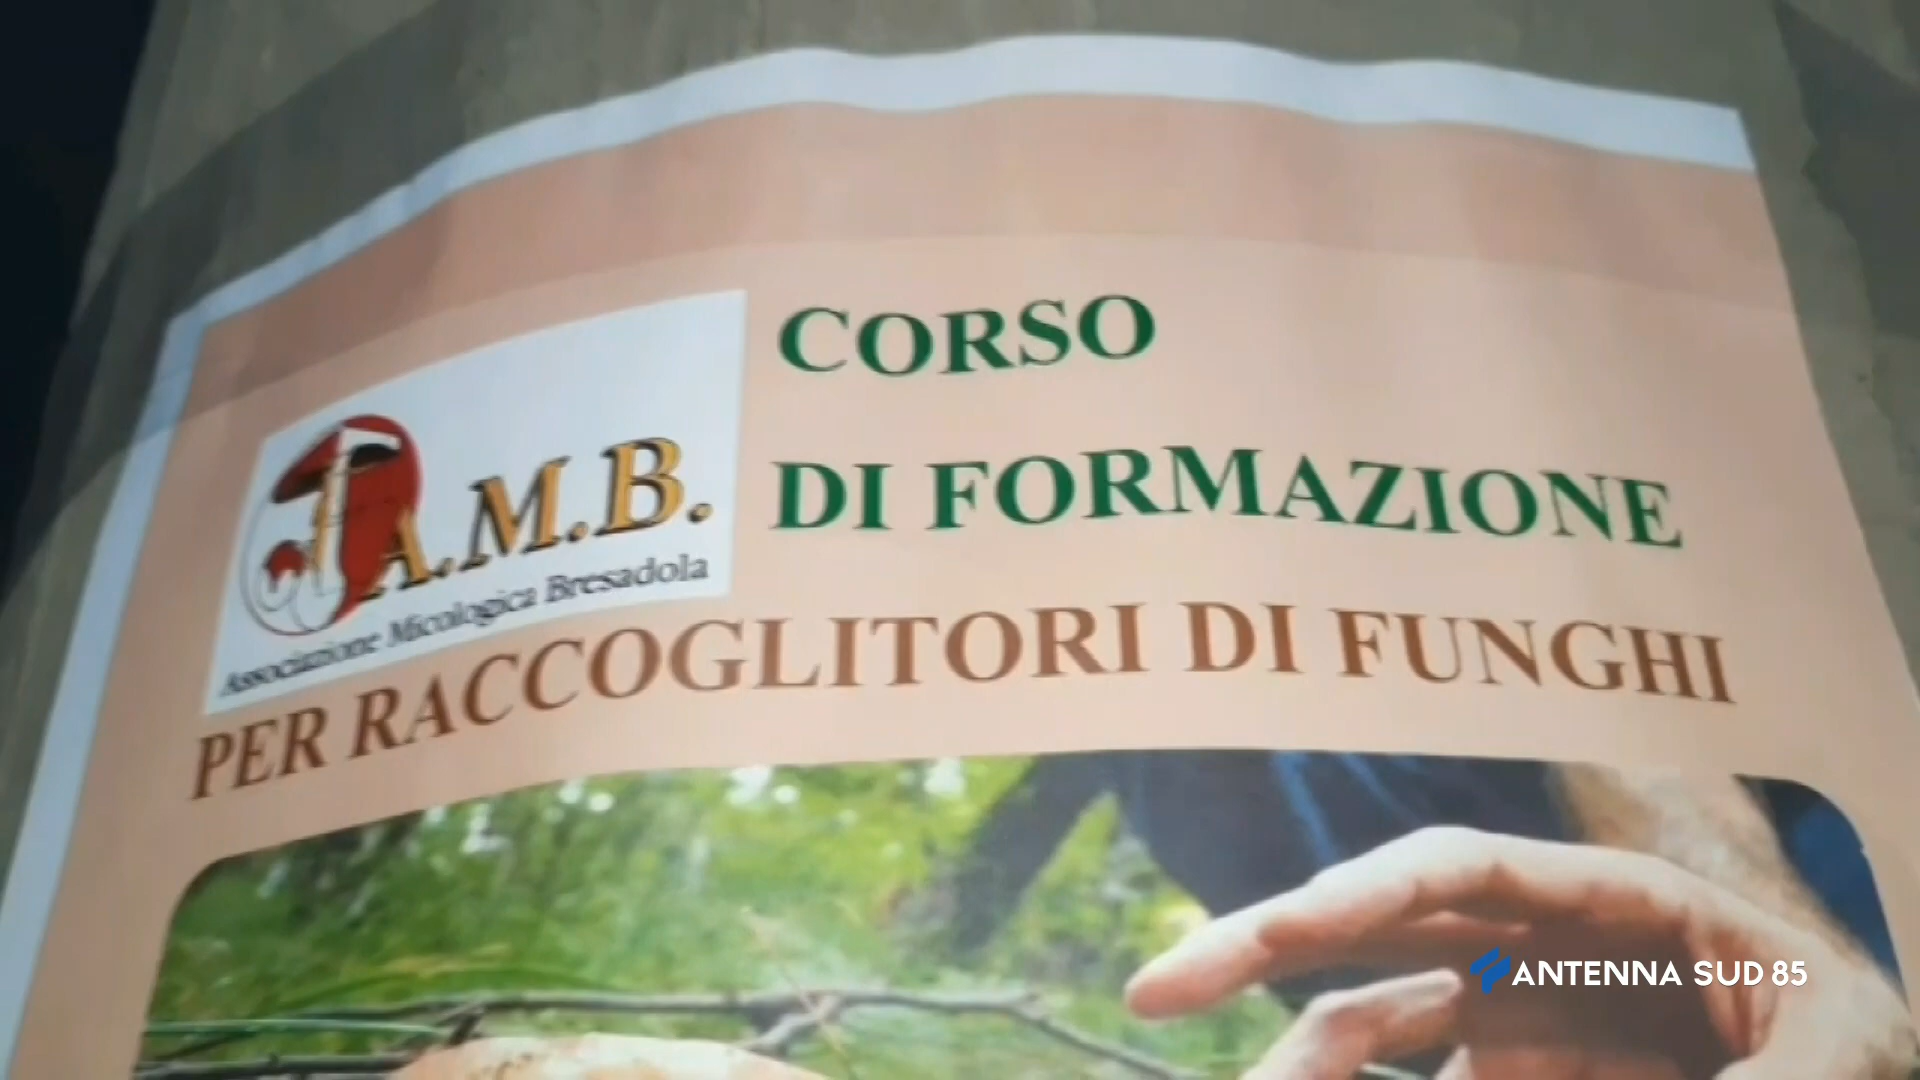 CORSO
DI FORMAZIONE
A.M.B.
Associazione Micologica Bresadola
PER RACCOGLITORI DI FUNGHI
ANTENNA SUD 85